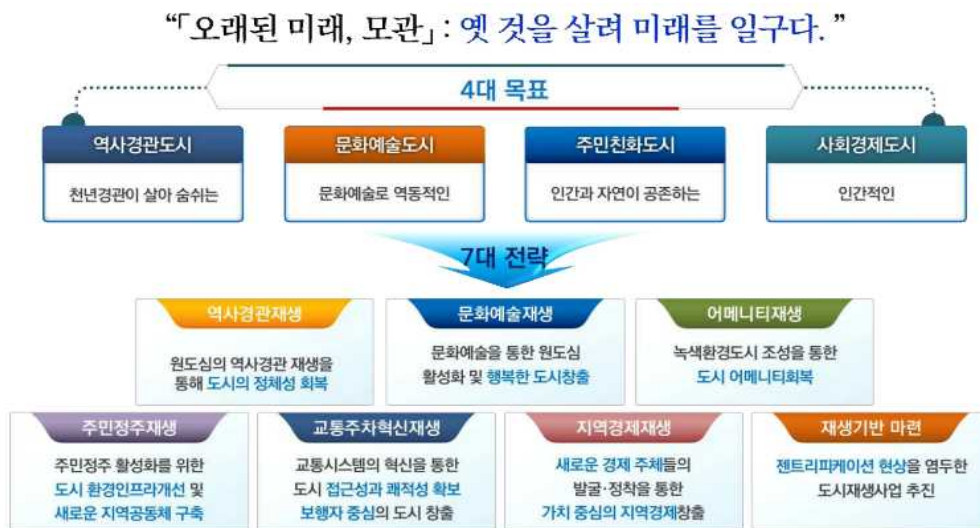 “「오래된 미래, 모관」: 옛 것을 살려 미래를 일구다.”
4대 목표
역사경관도시
천년경관이 살아 숨쉬는
문화예술도시
문화예술로 역동적인
주민친화도시
인간과 자연이 공존하는
사회경제도시
인간적인
7대 전략
역사경관재생
원도심의 역사경관 재생을
통해 도시의 정체성 회복
문화예술재생
문화예술을 통한 원도심
활성화 및 행복한 도시창출
어메니티재생
녹색환경도시 조성을 통한
도시 어메니티회복
주민정주재생
주민정주 활성화를 위한
도시 환경인프라개선 및
새로운 지역공동체 구축
교통주차혁신재생
교통시스템의 혁신을 통한
도시 접근성과 쾌적성 확보
보행자 중심의 도시 창출
지역경제재생
새로운 경제 주체들의
발굴·정착을 통한
가치 중심의 지역경제창출
재생기반 마련
젠트리피케이션 현상을 염두한
도시재생사업 추진